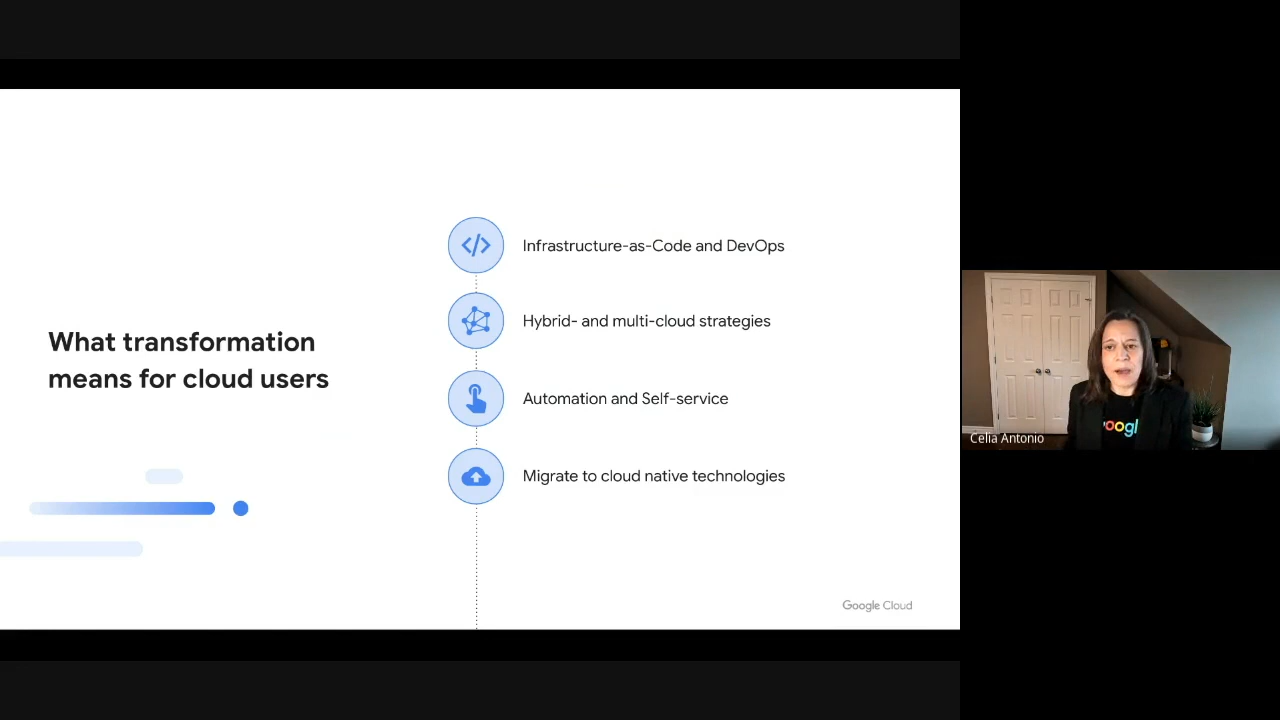 What transformation
means for cloud users
</>
Infrastructure-as-Code and DevOps
Hybrid- and multi-cloud strategies
Automation and Self-service
Migrate to cloud native technologies
Google Cloud
oogl
Celia Antonio